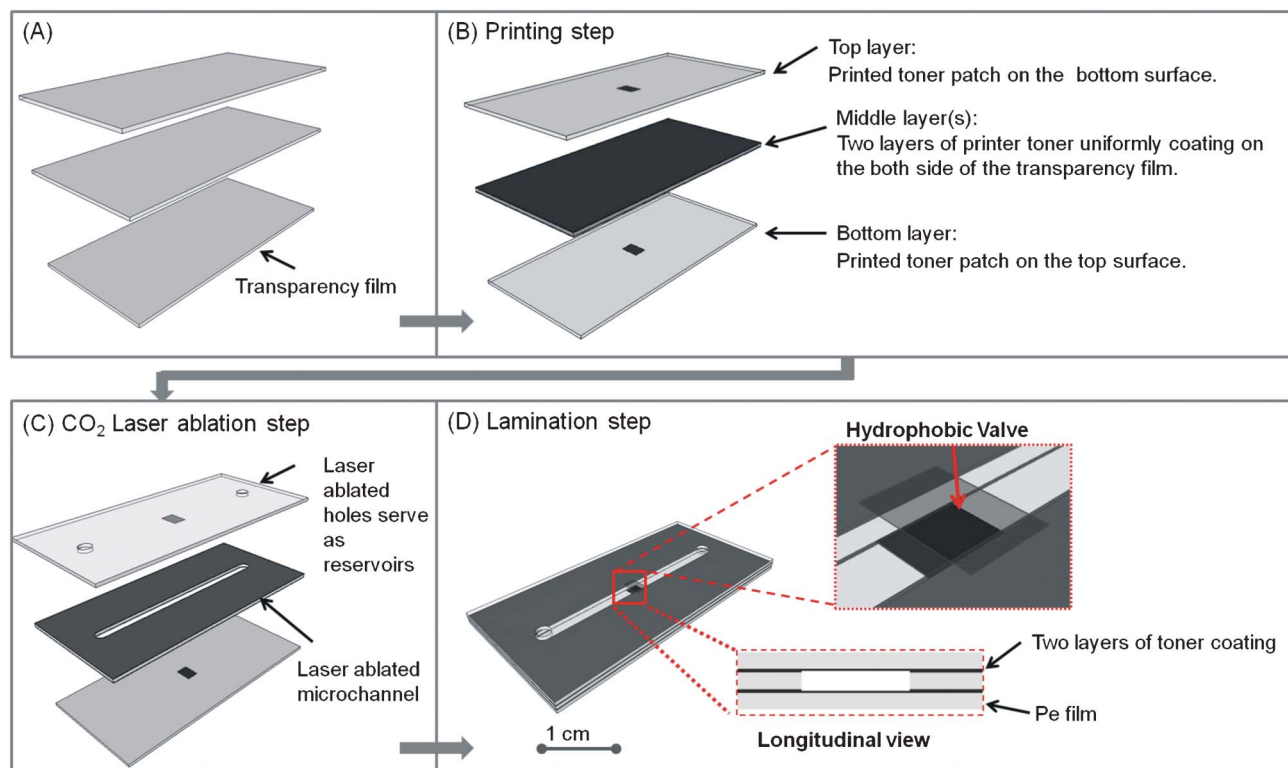 (A)
Transparency film
(B) Printing step
Top layer:
Printed toner patch on the bottom surface.
Middle layer(s):
Two layers of printer toner uniformly coating on
the both side of the transparency film.
Bottom layer:
Printed toner patch on the top surface.
(C) CO₂ Laser ablation step
Laser
ablated
holes serve
as
reservoirs
Laser ablated
microchannel
(D) Lamination step
Hydrophobic Valve
Two layers of toner coating
Pe film
Longitudinal view
1 cm